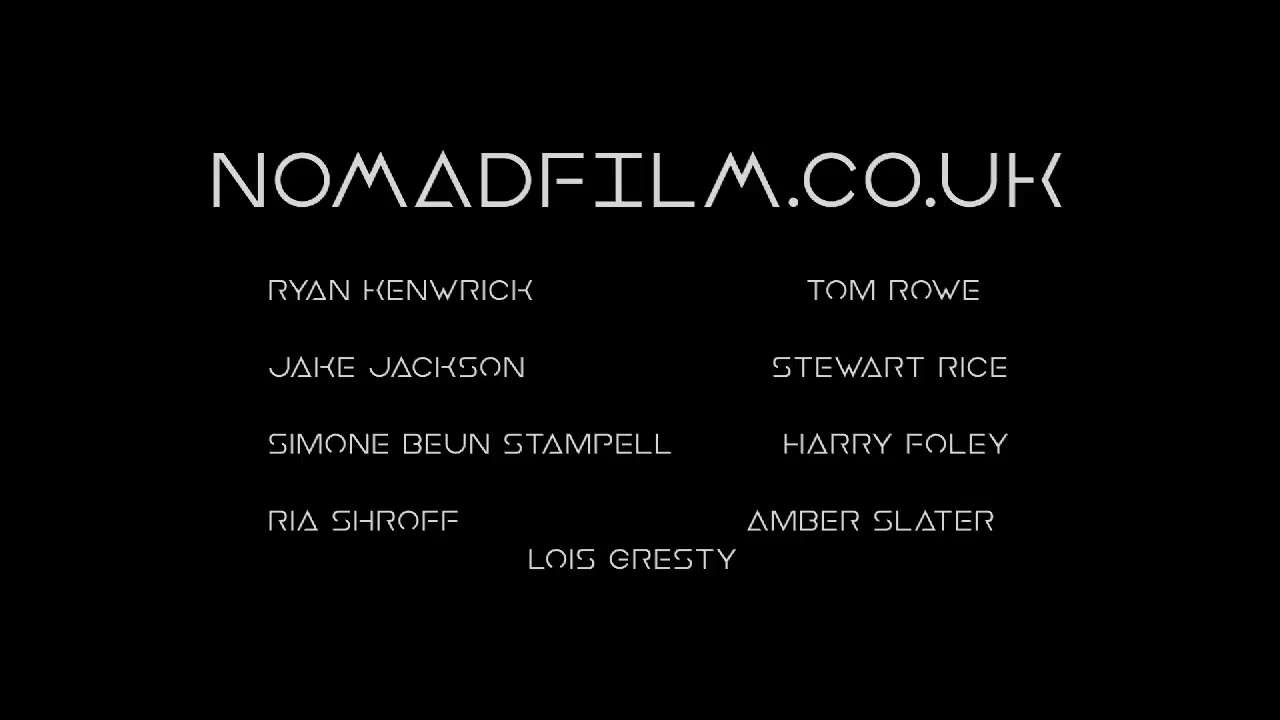 NOMADFILM.CO.UK
RYAN KENWRICK TOM ROWE
JAKE JACKSON STEWART RICE
SIMONE BEUN STAMPELL HARRY FOLEY
RIA SHROFF AMBER SLATER
LOIS GRESTY